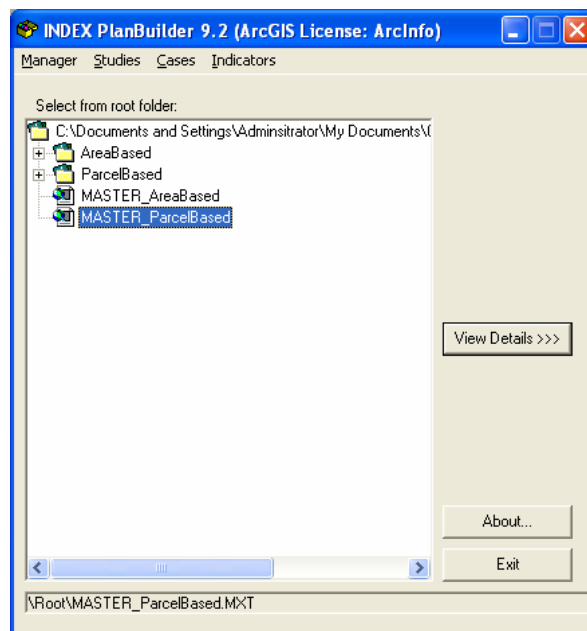 INDEX PlanBuilder 9.2 (ArcGIS License: ArcInfo)
Manager Studies Cases Indicators
Select from root folder:
C:\Documents and Settings\Adminsitrator\My Documents\(
AreaBased
ParcelBased
MASTER_AreaBased
MASTER_ParcelBased
View Details >>>
About...
Exit
\Root\MASTER_ParcelBased.MXT